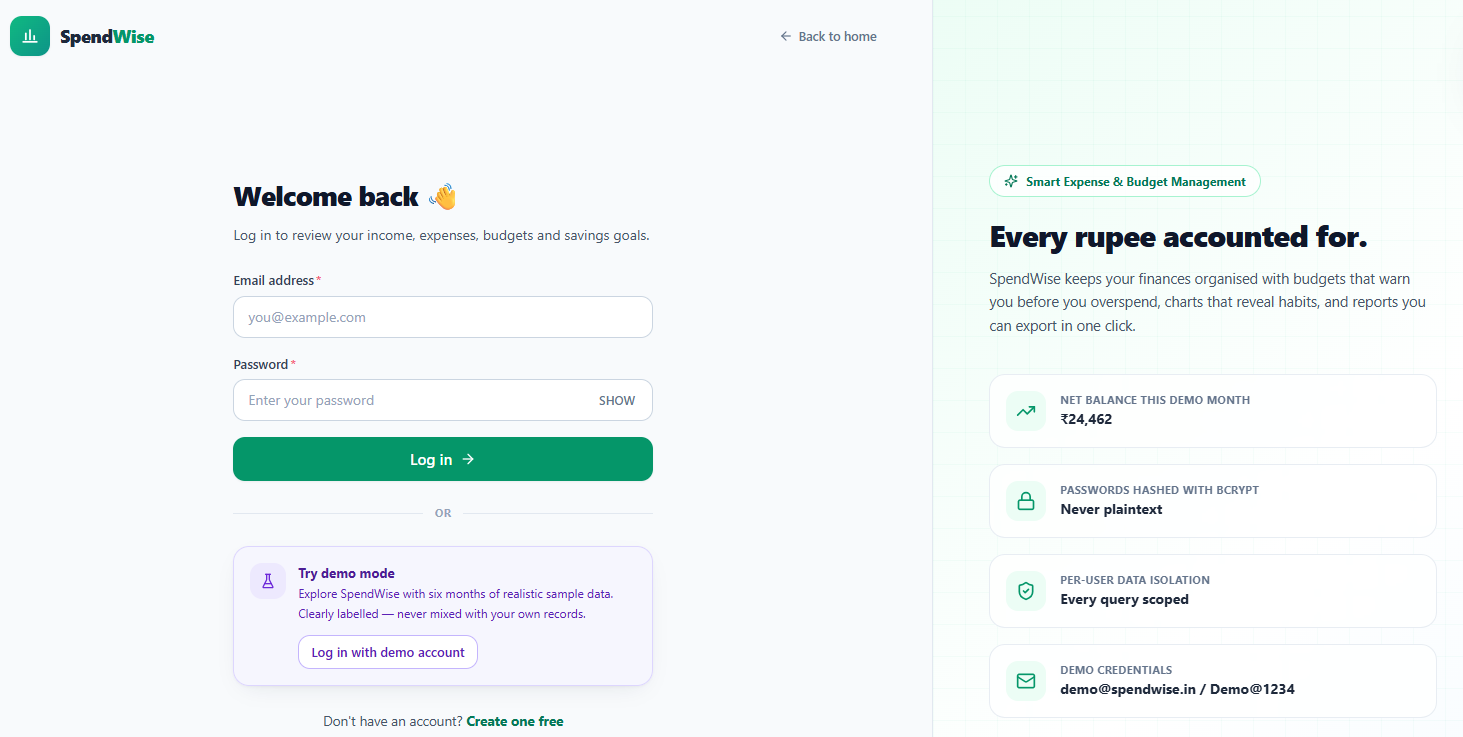 SpendWise
Back to home
Welcome back 👋
Log in to review your income, expenses, budgets and savings goals.
Email address *
you@example.com
Password *
Enter your password
SHOW
Log in →
OR
Try demo mode
Explore SpendWise with six months of realistic sample data.
Clearly labelled — never mixed with your own records.
Log in with demo account
Don't have an account? Create one free
Smart Expense & Budget Management
Every rupee accounted for.
SpendWise keeps your finances organised with budgets that warn
you before you overspend, charts that reveal habits, and reports you
can export in one click.
NET BALANCE THIS DEMO MONTH
₹24,462
PASSWORDS HASHED WITH BCRYPT
Never plaintext
PER-USER DATA ISOLATION
Every query scoped
DEMO CREDENTIALS
demo@spendwise.in / Demo@1234